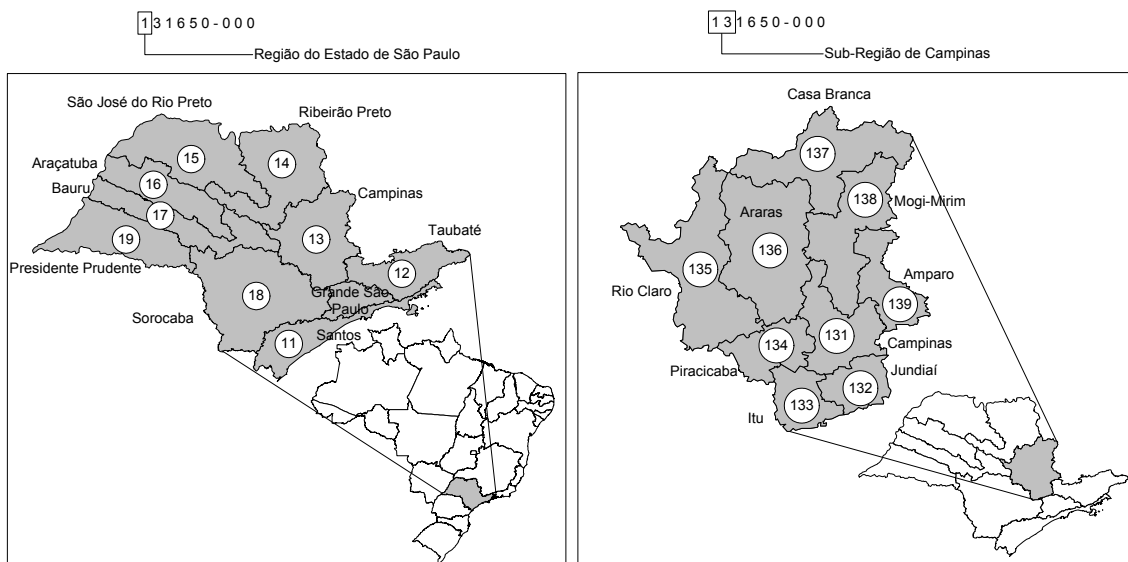 1 3 1 6 5 0 - 0 0 0
Região do Estado de São Paulo
São José do Rio Preto
Ribeirão Preto
Araçatuba
15
14
Bauru
16
Campinas
17
13
Taubaté
19
12
Presidente Prudente
18
Grande São
Paulo
Sorocaba
11
Santos
1 3 1 6 5 0 - 0 0 0
Sub-Região de Campinas
Casa Branca
137
138
Mogi-Mirim
Araras
136
135
Rio Claro
Amparo
139
131
134
Campinas
Piracicaba
Jundiaí
132
133
Itu